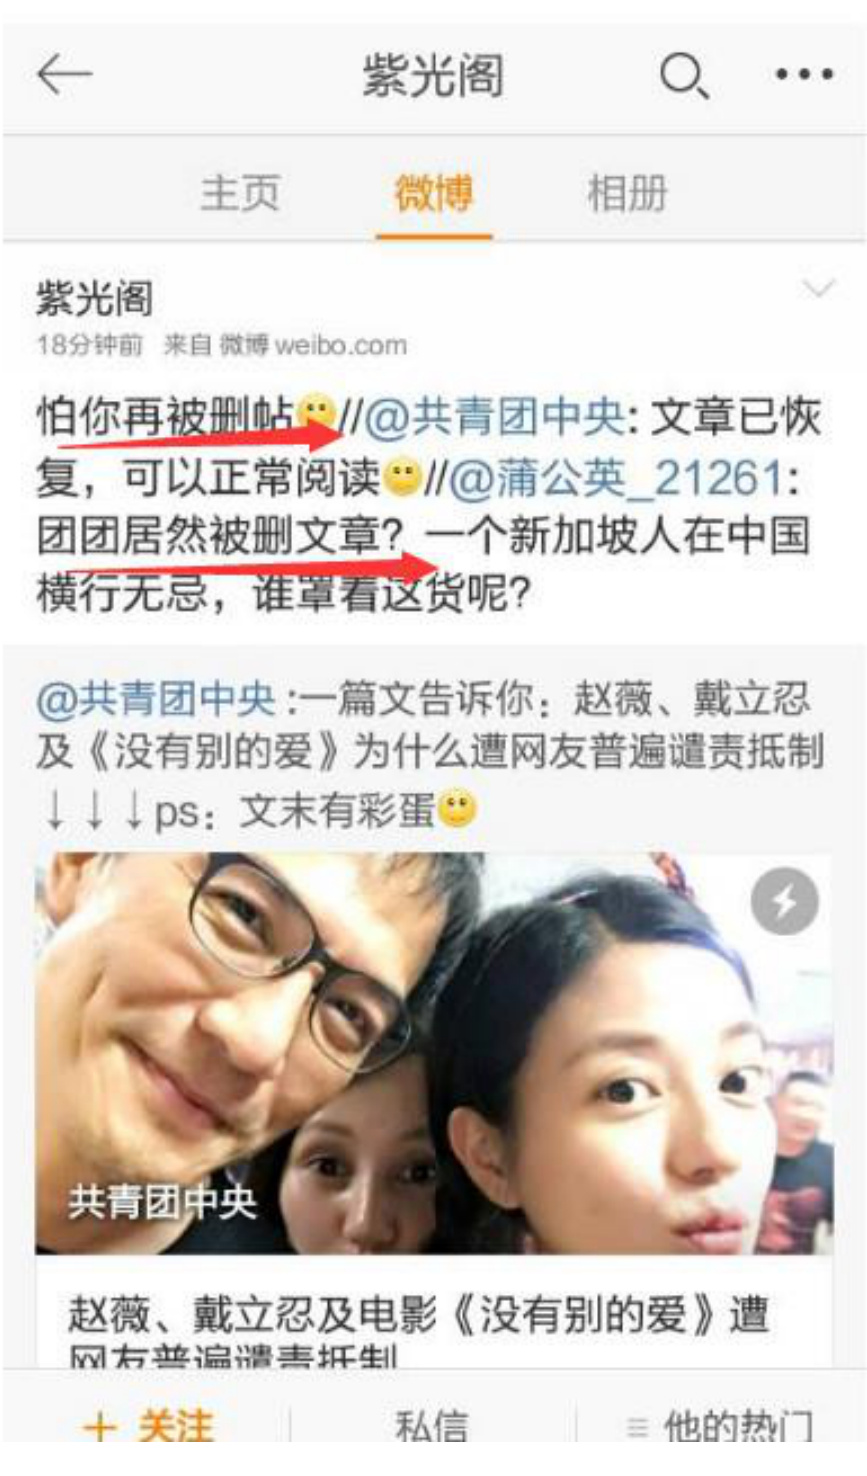 紫光阁
主页 微博 相册
紫光阁
18分钟前 来自 微博 weibo.com
怕你再被删帖//@共青团中央: 文章已恢
复，可以正常阅读//@蒲公英_21261:
团团居然被删文章？一个新加坡人在中国
横行无忌，谁罩着这货呢？
@共青团中央 :一篇文告诉你：赵薇、戴立忍
及《没有别的爱》为什么遭网友普遍谴责抵制
↓↓↓ps：文末有彩蛋
共青团中央
赵薇、戴立忍及电影《没有别的爱》遭
网友普遍谴责抵制
+ 关注 私信 他的热门